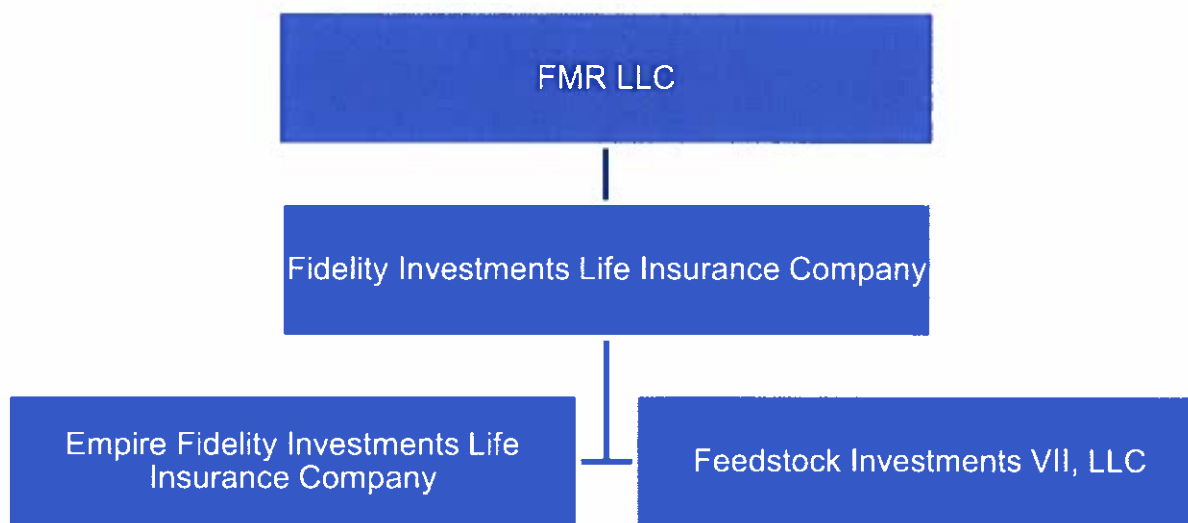 FMR LLC
Fidelity Investments Life Insurance Company
Empire Fidelity Investments Life
Insurance Company
Feedstock Investments VII, LLC